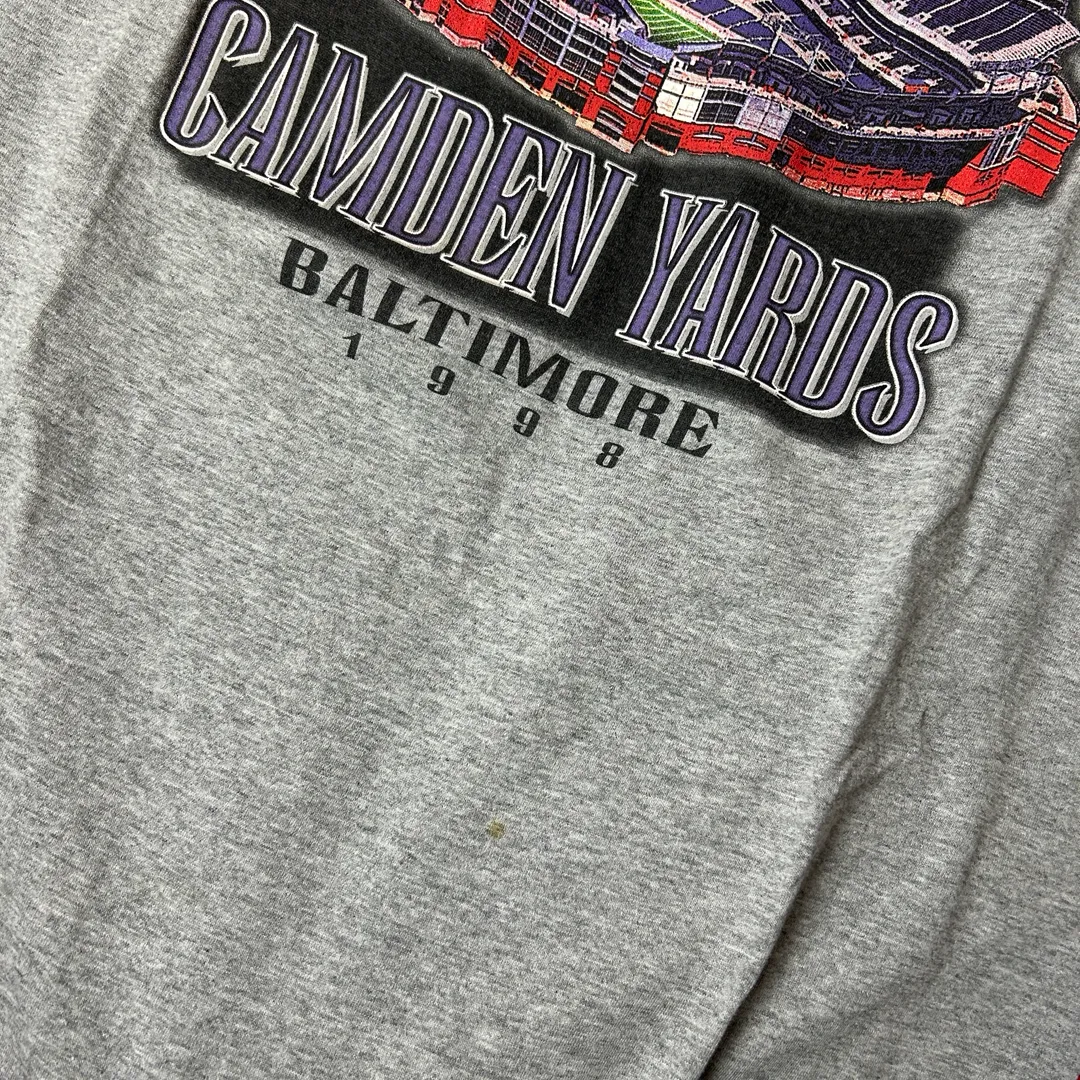 CAMDEN YARDS
BALTIMORE
1998